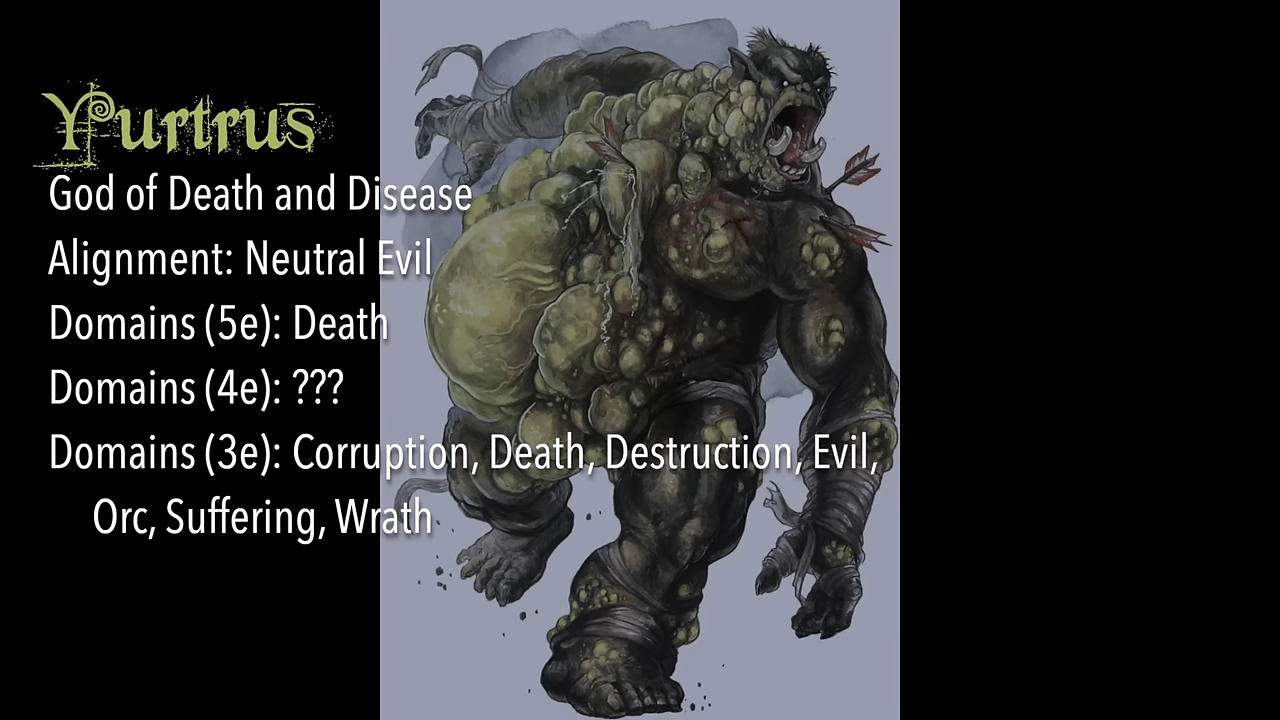 Yurtrus
God of Death and Disease
Alignment: Neutral Evil
Domains (5e): Death
Domains (4e): ???
Domains (3e): Corruption, Death, Destruction, Evil,
Orc, Suffering, Wrath